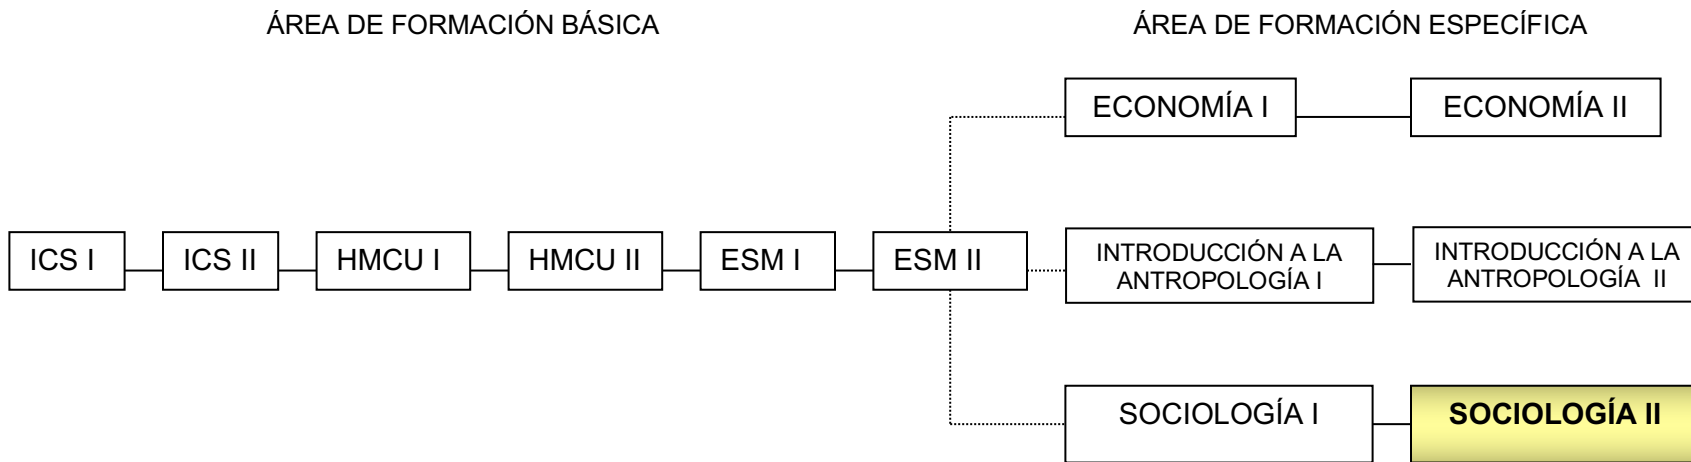 ÁREA DE FORMACIÓN BÁSICA
ÁREA DE FORMACIÓN ESPECÍFICA
ECONOMÍA I
ECONOMÍA II
ICS I
ICS II
HMCU I
HMCU II
ESM I
ESM II
INTRODUCCIÓN A LA
ANTROPOLOGÍA I
INTRODUCCIÓN A LA
ANTROPOLOGÍA II
SOCIOLOGÍA I
SOCIOLOGÍA II